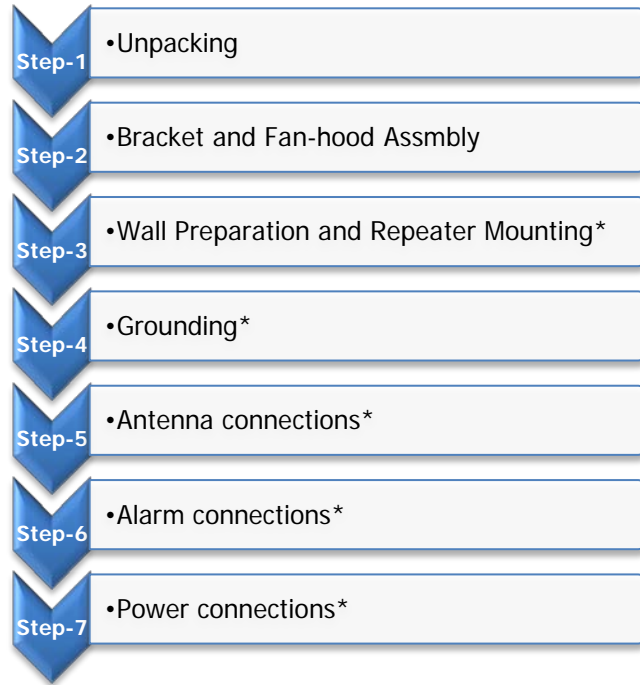 Step-1
•Unpacking
Step-2
•Bracket and Fan-hood Assmbly
Step-3
•Wall Preparation and Repeater Mounting*
Step-4
•Grounding*
Step-5
•Antenna connections*
Step-6
•Alarm connections*
Step-7
•Power connections*